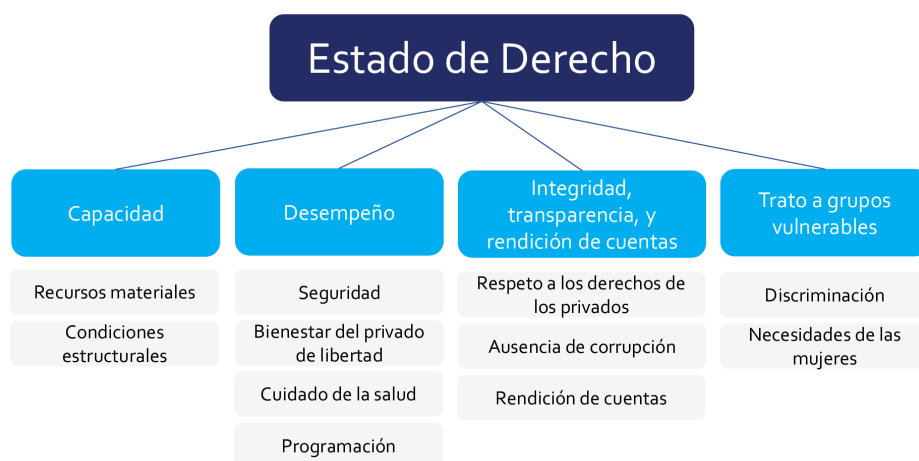 Estado de Derecho
Capacidad
Recursos materiales
Condiciones
estructurales
Desempeño
Seguridad
Bienestar del privado
de libertad
Cuidado de la salud
Programación
Integridad,
transparencia, y
rendición de cuentas
Respeto a los derechos de
los privados
Ausencia de corrupción
Rendición de cuentas
Trato a grupos
vulnerables
Discriminación
Necesidades de las
mujeres